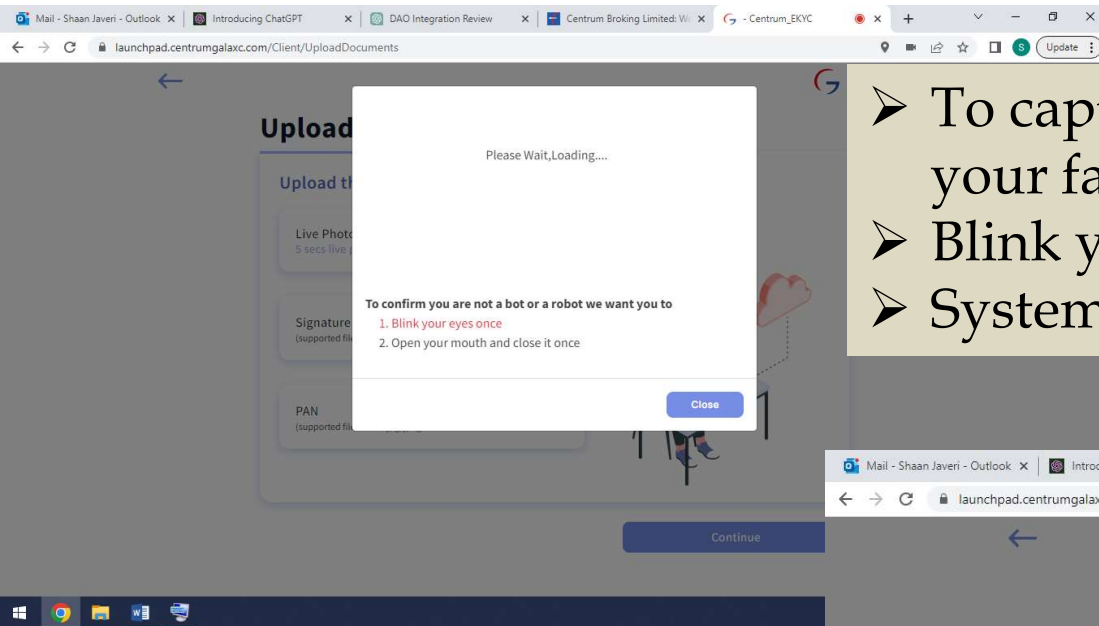 Mail - Shaan Javeri - Outlook
Introducing ChatGPT
DAO Integration Review
Centrum Broking Limited:
- Centrum_EKYC
launchpad.centrumgalaxc.com/Client/UploadDocuments
S
Update
Upload
Upload th
Live Photo
5 secs live
Signature
(supported file
PAN
(supported file
Please Wait,Loading....
To confirm you are not a bot or a robot we want you to
1. Blink your eyes once
2. Open your mouth and close it once
Close
Continue
➢ To capt
your fa
➢ Blink y
➢ System
Mail - Shaan Javeri - Outlook
Introd
launchpad.centrumgalax